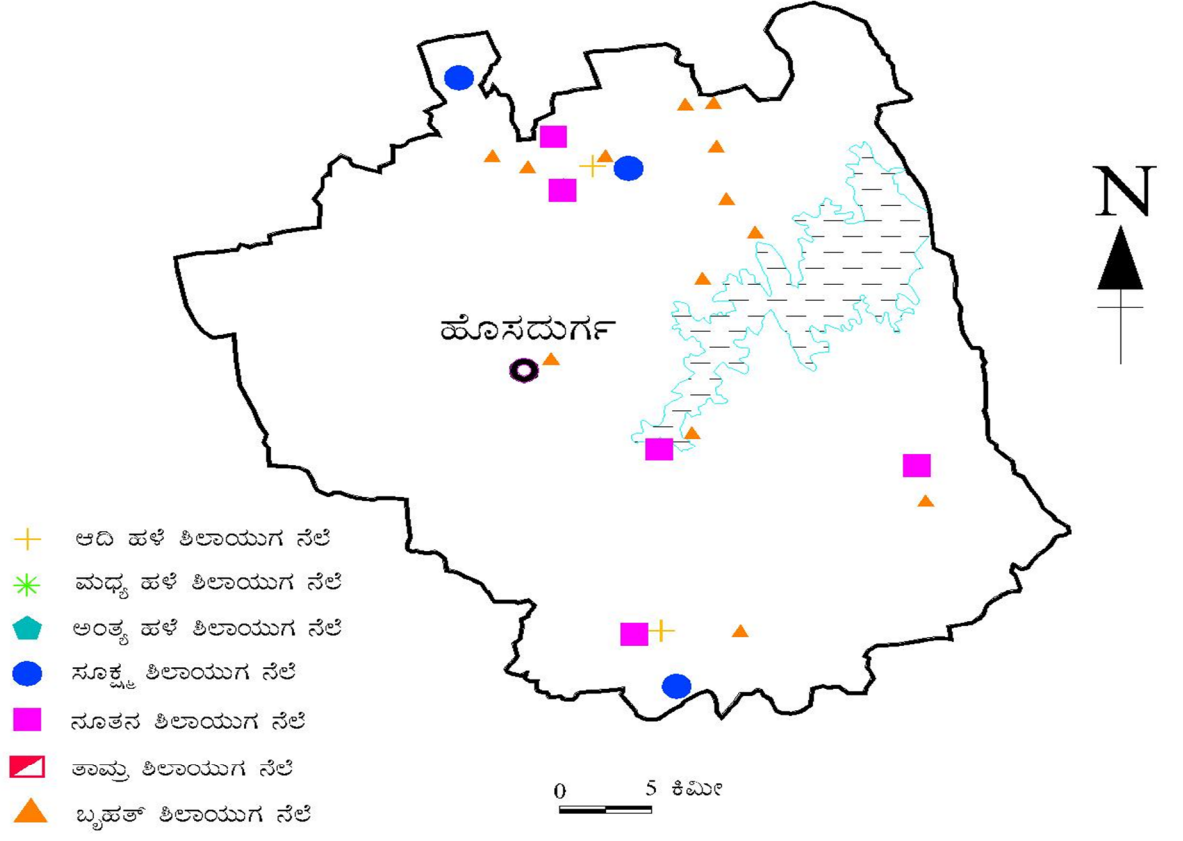 N
ಹೊಸದುರ್ಗ
ಆದಿ ಹಳೆ ಶಿಲಾಯುಗ ನೆಲೆ
ಮಧ್ಯ ಹಳೆ ಶಿಲಾಯುಗ ನೆಲೆ
ಅಂತ್ಯ ಹಳೆ ಶಿಲಾಯುಗ ನೆಲೆ
ಸೂಕ್ಷ್ಮ ಶಿಲಾಯುಗ ನೆಲೆ
ನೂತನ ಶಿಲಾಯುಗ ನೆಲೆ
ತಾಮ್ರ ಶಿಲಾಯುಗ ನೆಲೆ
ಬೃಹತ್ ಶಿಲಾಯುಗ ನೆಲೆ
0 5 ಕಿಮೀ